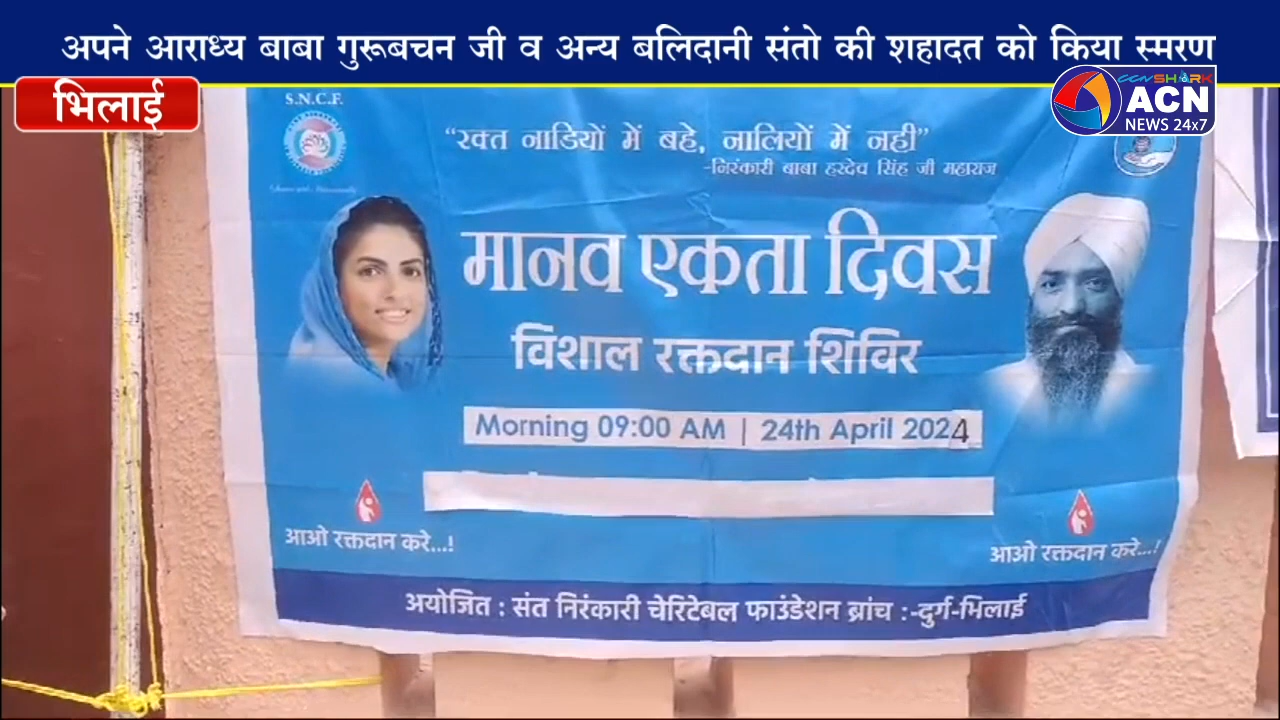 अपने आराध्य बाबा गुरूबचन जी व अन्य बलिदानी संतो की शहादत को किया स्मरण
भिलाई
CCN SHARK
ACN
NEWS 24x7
S.N.C.F.
“रक्त नाडियों में बहे, नालियों में नही”
-निरंकारी बाबा हरदेव सिंह जी महाराज
मानव एकता दिवस
विशाल रक्तदान शिविर
Morning 09:00 AM | 24th April 2024
आओ रक्तदान करे...!
आओ रक्तदान करे...!
अयोजित : संत निरंकारी चेरिटेबल फाउंडेशन ब्रांच :-दुर्ग-भिलाई